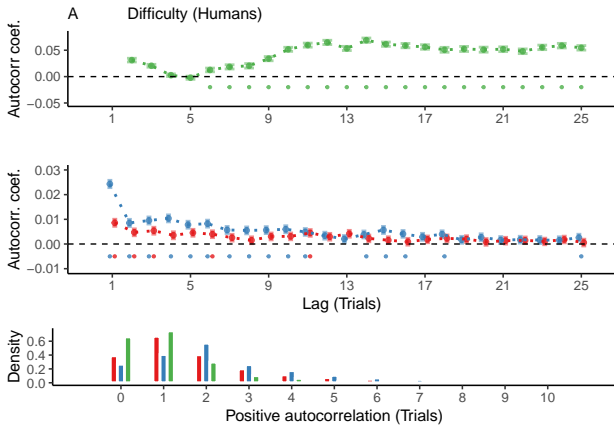 A Difficulty (Humans)
Autocorr coef.
0.05
0.00
−0.05
1 5 9 13 17 21 25
Autocorr. coef.
0.03
0.02
0.01
0.00
−0.01
1 5 9 13 17 21 25
Lag (Trials)
Density
0.6
0.4
0.2
0.0
0 1 2 3 4 5 6 7 8 9 10
Positive autocorrelation (Trials)